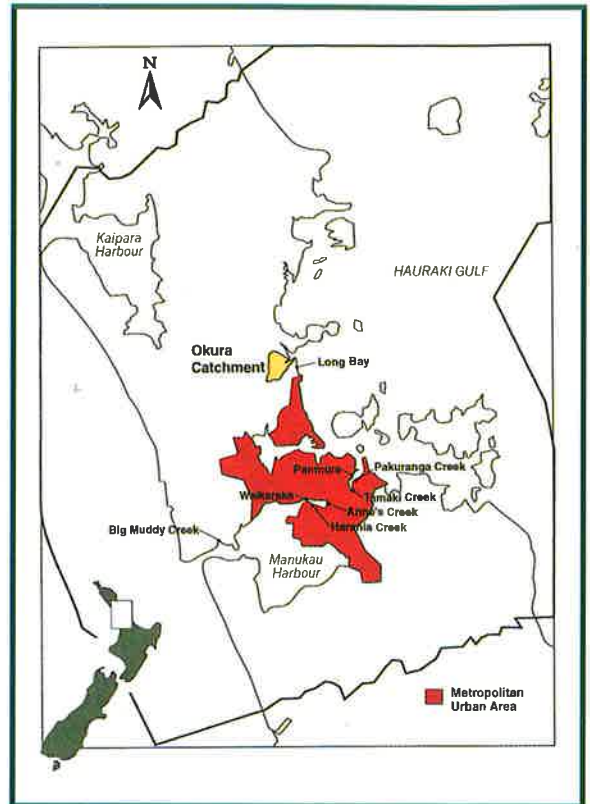 N
Kaipara
Harbour
HAURAKI GULF
Okura
Catchment
Long Bay
Panmure
Pakuranga Creek
Waikaraka
Tamaki Creek
Anne's Creek
Harania Creek
Big Muddy Creek
Manukau
Harbour
Metropolitan
Urban Area